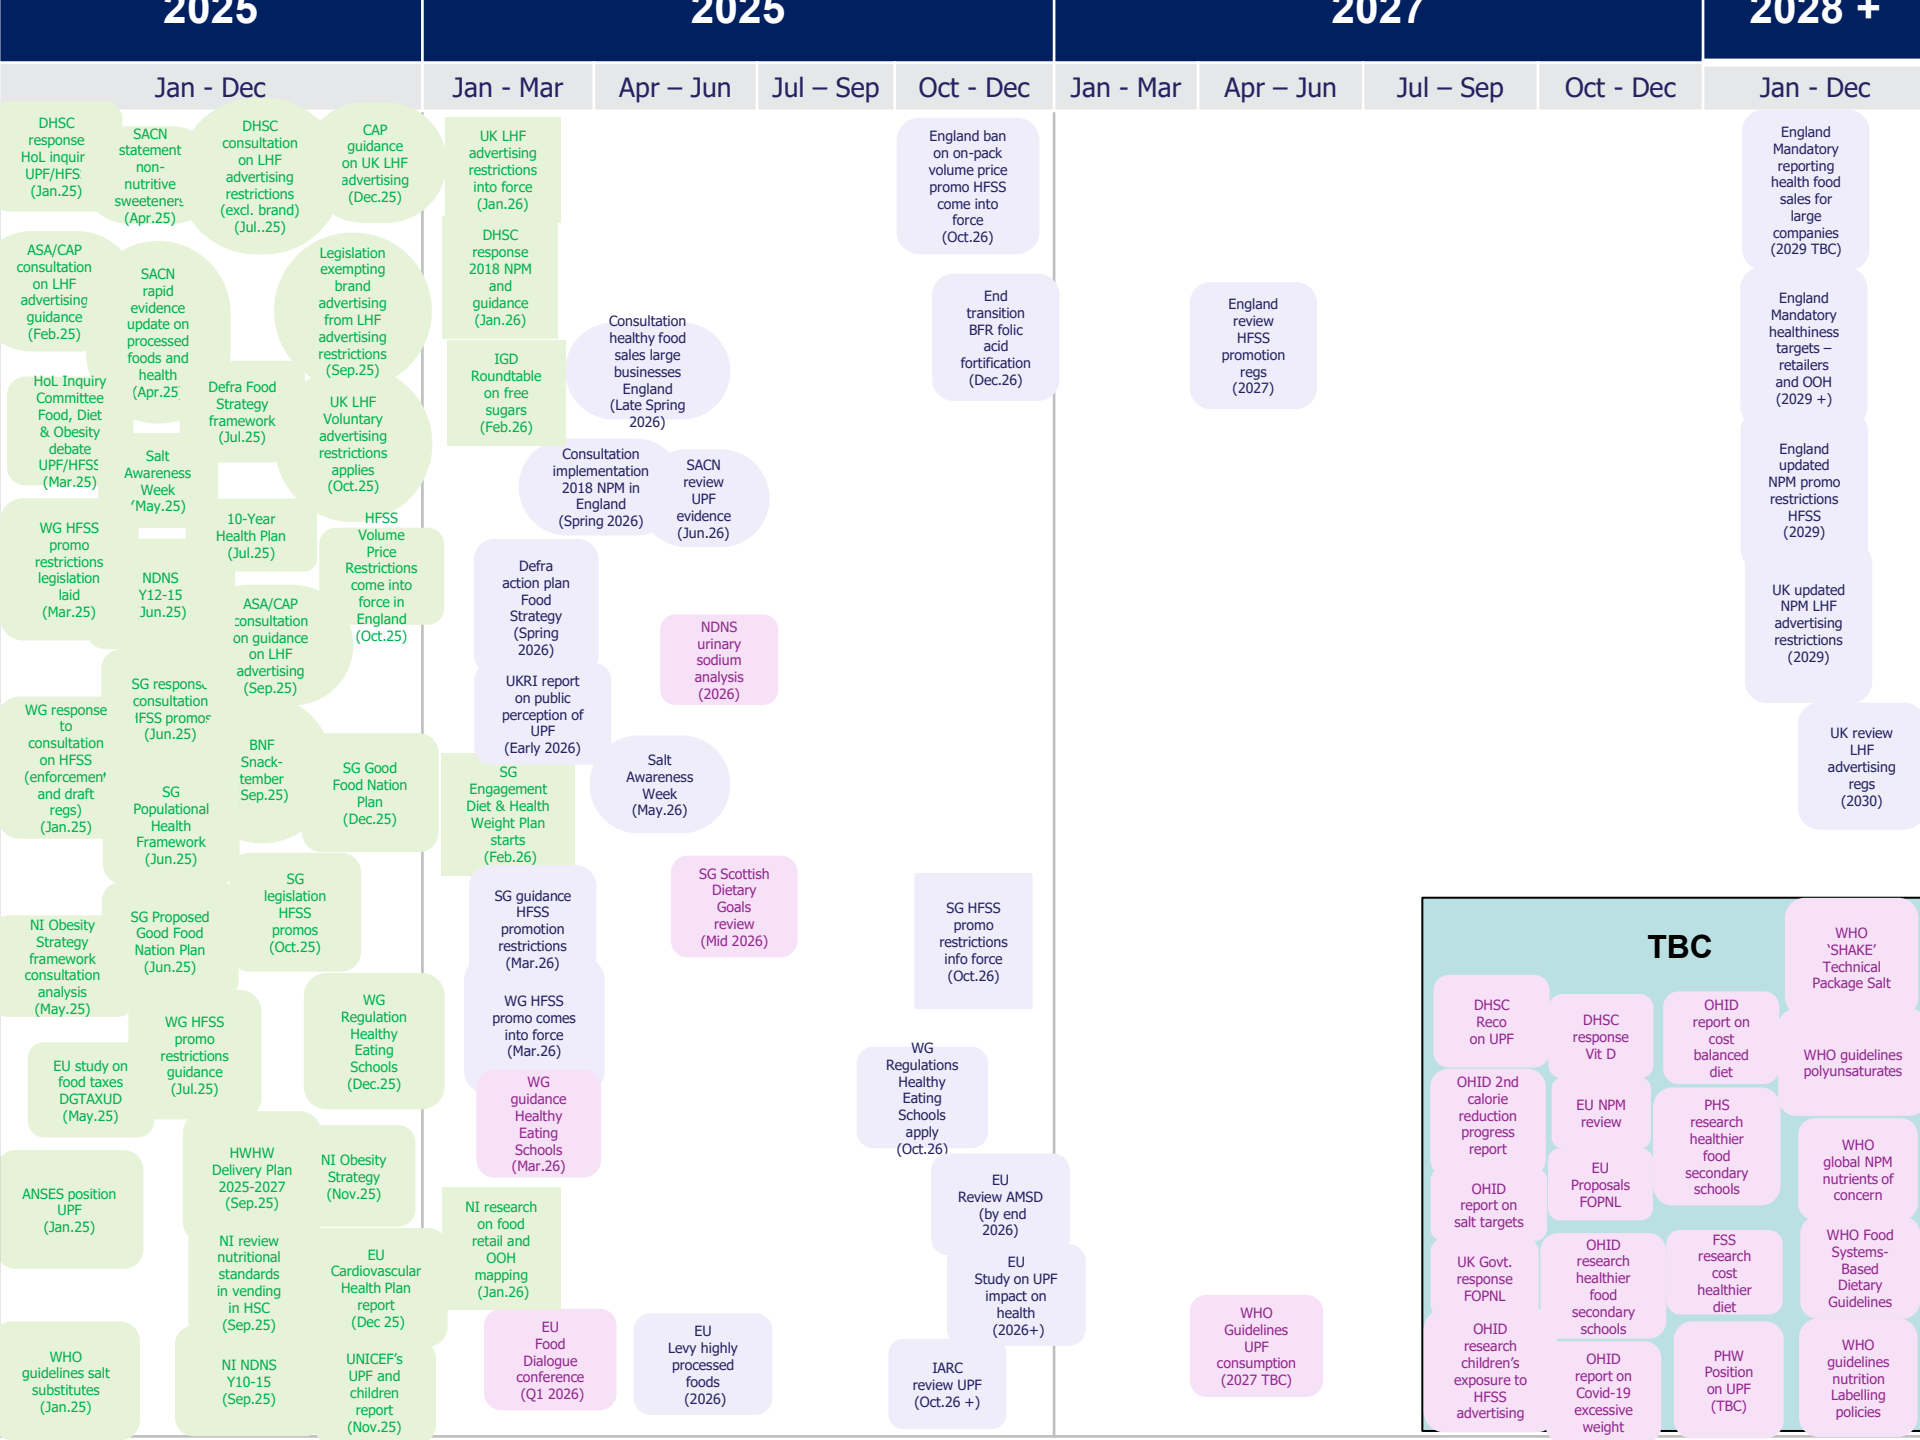 2025
2025
2027
2028 +
Jan - Dec
Jan - Mar
Apr – Jun
Jul – Sep
Oct - Dec
Jan - Mar
Apr – Jun
Jul – Sep
Oct - Dec
Jan - Dec
DHSC
response
HoL inquir
UPF/HFS
(Jan.25)
SACN
statement
non-
nutritive
sweeteners
(Apr.25)
DHSC
consultation
on LHF
advertising
restrictions
(excl. brand)
(Jul..25)
CAP
guidance
on UK LHF
advertising
(Dec.25)
ASA/CAP
consultation
on LHF
advertising
guidance
(Feb.25)
SACN
rapid
evidence
update on
processed
foods and
health
(Apr.25)
Legislation
exempting
brand
advertising
from LHF
advertising
restrictions
(Sep.25)
HoL Inquiry
Committee
Food, Diet
& Obesity
debate
UPF/HFSS
(Mar.25)
Defra Food
Strategy
framework
(Jul.25)
UK LHF
Voluntary
advertising
restrictions
applies
(Oct.25)
Salt
Awareness
Week
(May.25)
WG HFSS
promo
restrictions
legislation
laid
(Mar.25)
10-Year
Health Plan
(Jul.25)
HFSS
Volume
Price
Restrictions
come into
force in
England
(Oct.25)
NDNS
Y12-15
Jun.25)
ASA/CAP
consultation
on guidance
on LHF
advertising
(Sep.25)
WG response
to
consultation
on HFSS
(enforcement
and draft
regs)
(Jan.25)
SG response
consultation
HFSS promos
(Jun.25)
BNF
Snack-
tember
Sep.25)
SG Good
Food Nation
Plan
(Dec.25)
SG
Populational
Health
Framework
(Jun.25)
NI Obesity
Strategy
framework
consultation
analysis
(May.25)
SG Proposed
Good Food
Nation Plan
(Jun.25)
SG
legislation
HFSS
promos
(Oct.25)
EU study on
food taxes
DGTAXUD
(May.25)
WG HFSS
promo
restrictions
guidance
(Jul.25)
WG
Regulation
Healthy
Eating
Schools
(Dec.25)
ANSES position
UPF
(Jan.25)
HWHW
Delivery Plan
2025-2027
(Sep.25)
NI Obesity
Strategy
(Nov.25)
NI review
nutritional
standards
in vending
in HSC
(Sep.25)
EU
Cardiovascular
Health Plan
report
(Dec 25)
WHO
guidelines salt
substitutes
(Jan.25)
NI NDNS
Y10-15
(Sep.25)
UNICEF's
UPF and
children
report
(Nov.25)
UK LHF
advertising
restrictions
into force
(Jan.26)
DHSC
response
2018 NPM
and
guidance
(Jan.26)
IGD
Roundtable
on free
sugars
(Feb.26)
Consultation
healthy food
sales large
businesses
England
(Late Spring
2026)
Consultation
implementation
2018 NPM in
England
(Spring 2026)
SACN
review
UPF
evidence
(Jun.26)
Defra
action plan
Food
Strategy
(Spring
2026)
NDNS
urinary
sodium
analysis
(2026)
UKRI report
on public
perception of
UPF
(Early 2026)
Salt
Awareness
Week
(May.26)
SG
Engagement
Diet & Health
Weight Plan
starts
(Feb.26)
SG guidance
HFSS
promotion
restrictions
(Mar.26)
SG Scottish
Dietary
Goals
review
(Mid 2026)
WG HFSS
promo comes
into force
(Mar.26)
WG
guidance
Healthy
Eating
Schools
(Mar.26)
NI research
on food
retail and
OOH
mapping
(Jan.26)
EU
Food
Dialogue
conference
(Q1 2026)
EU
Levy highly
processed
foods
(2026)
England ban
on on-pack
volume price
promo HFSS
come into
force
(Oct.26)
End
transition
BFR folic
acid
fortification
(Dec.26)
SG HFSS
promo
restrictions
info force
(Oct.26)
WG
Regulations
Healthy
Eating
Schools
apply
(Oct.26)
EU
Review AMSD
(by end
2026)
EU
Study on UPF
impact on
health
(2026+)
IARC
review UPF
(Oct.26 +)
England
review
HFSS
promotion
regs
(2027)
WHO
Guidelines
UPF
consumption
(2027 TBC)
England
Mandatory
reporting
health food
sales for
large
companies
(2029 TBC)
England
Mandatory
healthiness
targets –
retailers
and OOH
(2029 +)
England
updated
NPM promo
restrictions
HFSS
(2029)
UK updated
NPM LHF
advertising
restrictions
(2029)
UK review
LHF
advertising
regs
(2030)
TBC
DHSC
Reco
on UPF
DHSC
response
Vit D
OHID
report on
cost
balanced
diet
WHO
‘SHAKE’
Technical
Package Salt
WHO guidelines
polyunsaturates
OHID 2nd
calorie
reduction
progress
report
EU NPM
review
PHS
research
healthier
food
secondary
schools
WHO
global NPM
nutrients of
concern
OHID
report on
salt targets
EU
Proposals
FOPNL
UK Govt.
response
FOPNL
OHID
research
healthier
food
secondary
schools
FSS
research
cost
healthier
diet
WHO Food
Systems-
Based
Dietary
Guidelines
OHID
research
children's
exposure to
HFSS
advertising
OHID
report on
Covid-19
excessive
weight
PHW
Position
on UPF
(TBC)
WHO
guidelines
nutrition
Labelling
policies